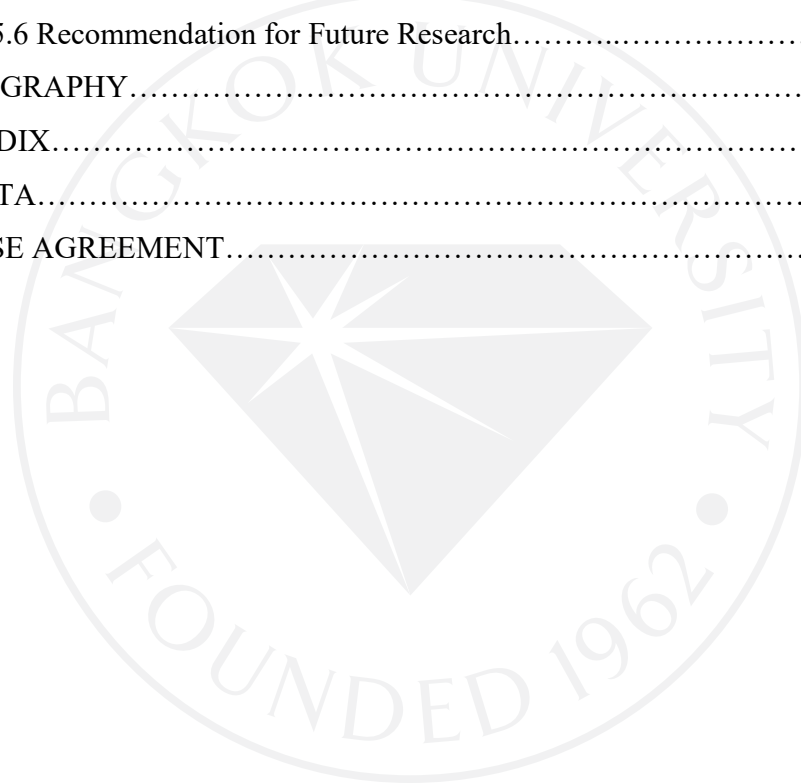 5.6 Recommendation for Future Research……….……………………
GRAPHY……………………………………………………………
DIX……………………………………………………………………
TA……………………………………………………………………
SE AGREEMENT……………………………………………………
BANGKOK UNIVERSITY
FOUNDED 1962